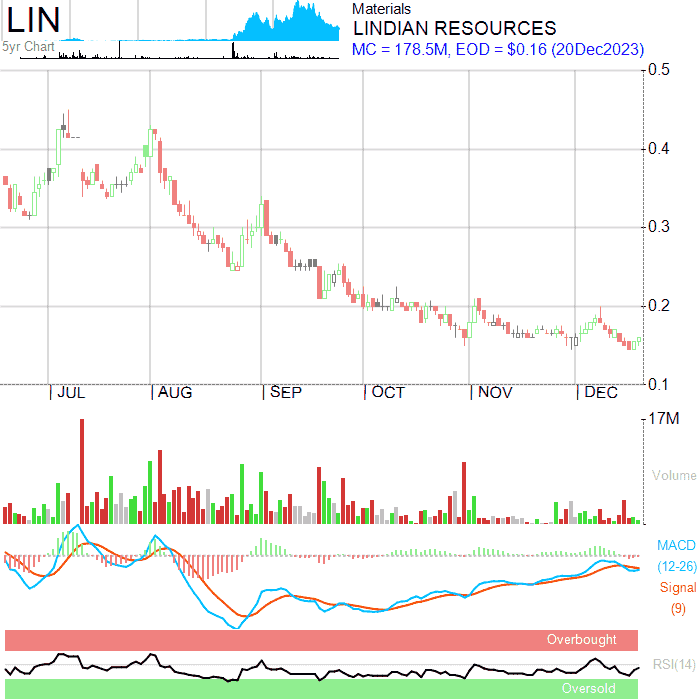 LIN
Materials
LINDIAN RESOURCES
5yr Chart
MC = 178.5M, EOD = $0.16 (20Dec2023)
0.5
0.4
0.3
0.2
0.1
JUL AUG SEP OCT NOV DEC
17M
Volume
MACD
(12-26)
Signal
(9)
Overbought
RSI(14)
Oversold